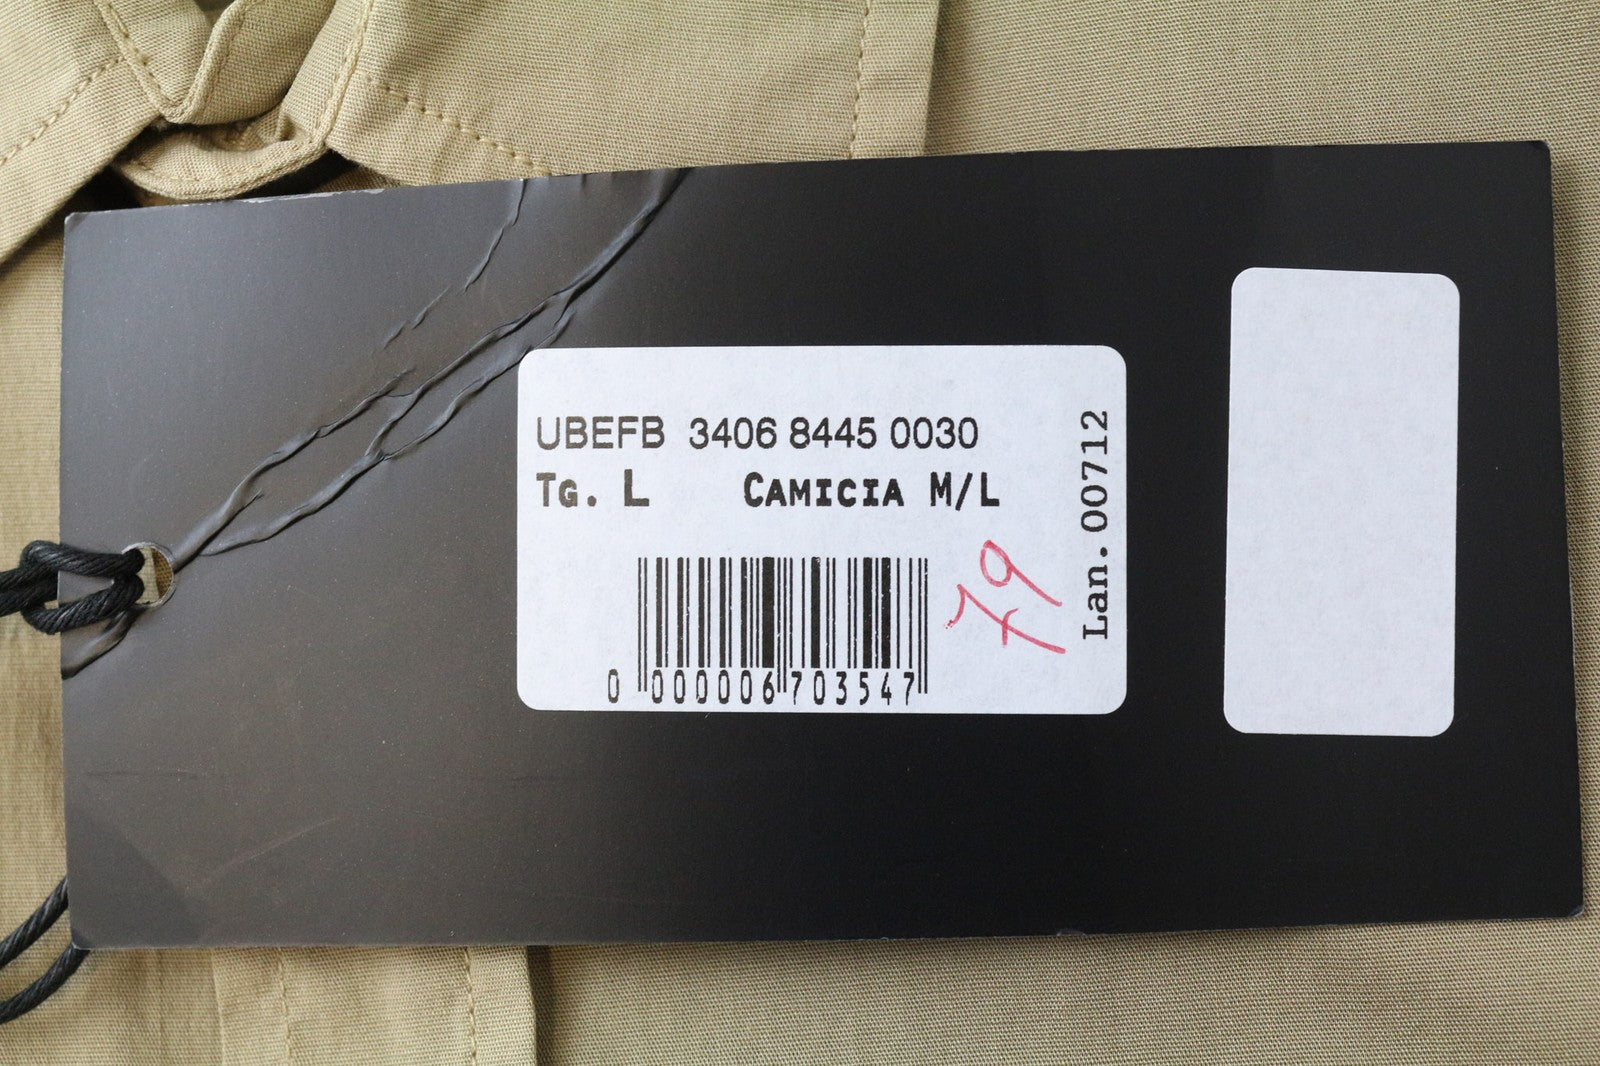 UBEFB 3406 8445 0030
TG. L CAMICIA M/L
0 000006 703547
79
Lan. 00712